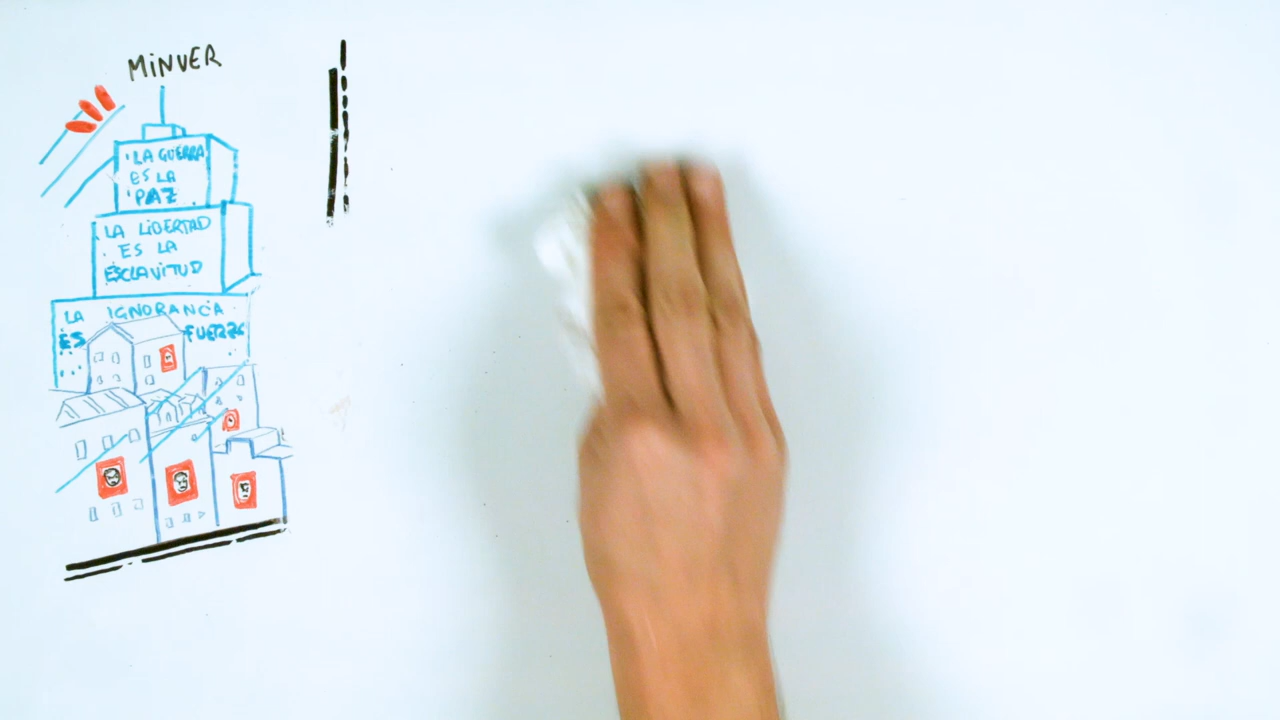 MINVER
LA GUERRA
ES LA
PAZ
LA LIBERTAD
ES LA
ESCLAVITUD
LA IGNORANCIA
ES FUERZA